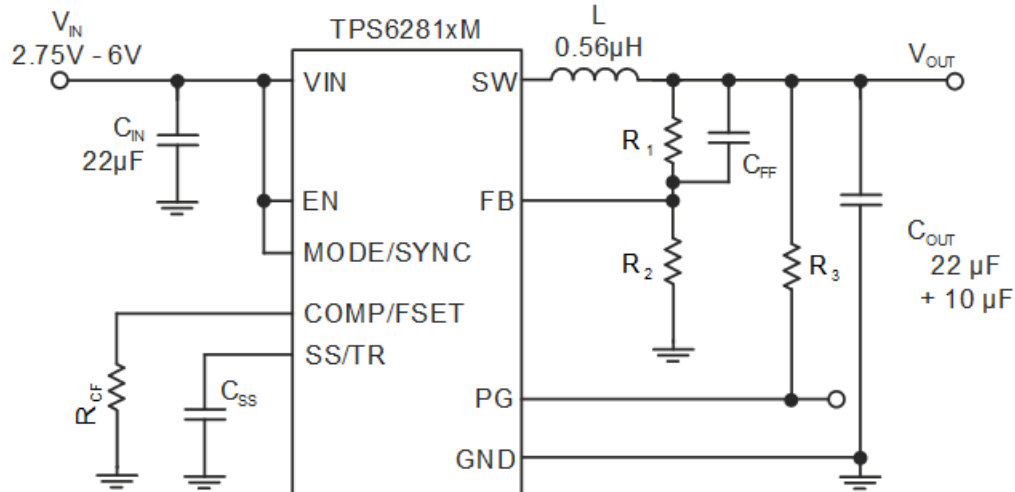 V_IN
2.75V - 6V
TPS6281xM
L
0.56µH
V_OUT
VIN
SW
C_IN
22µF
R_1
C_FF
EN
FB
MODE/SYNC
R_2
R_3
C_OUT
22 µF
+ 10 µF
COMP/FSET
SS/TR
R_CF
C_SS
PG
GND